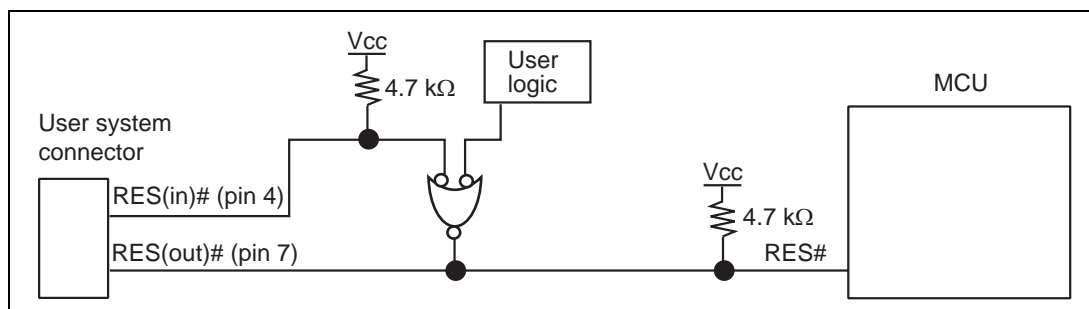 Vcc
4.7 kΩ
User
logic
MCU
User system
connector
RES(in)# (pin 4)
Vcc
4.7 kΩ
RES(out)# (pin 7)
RES#